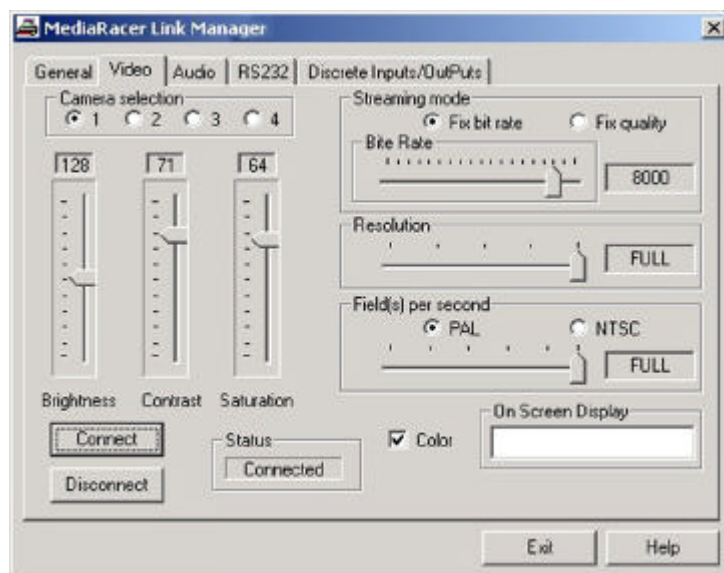 MediaRacer Link Manager
General Video Audio RS232 Discrete Inputs/OutPuts
Camera selection
1 2 3 4
128 71 64
Brightness Contrast Saturation
Connect
Disconnect
Status
Connected
Streaming mode
Fix bit rate Fix quality
Bite Rate
8000
Resolution
FULL
Field(s) per second
PAL NTSC
FULL
Color
On Screen Display
Exit Help